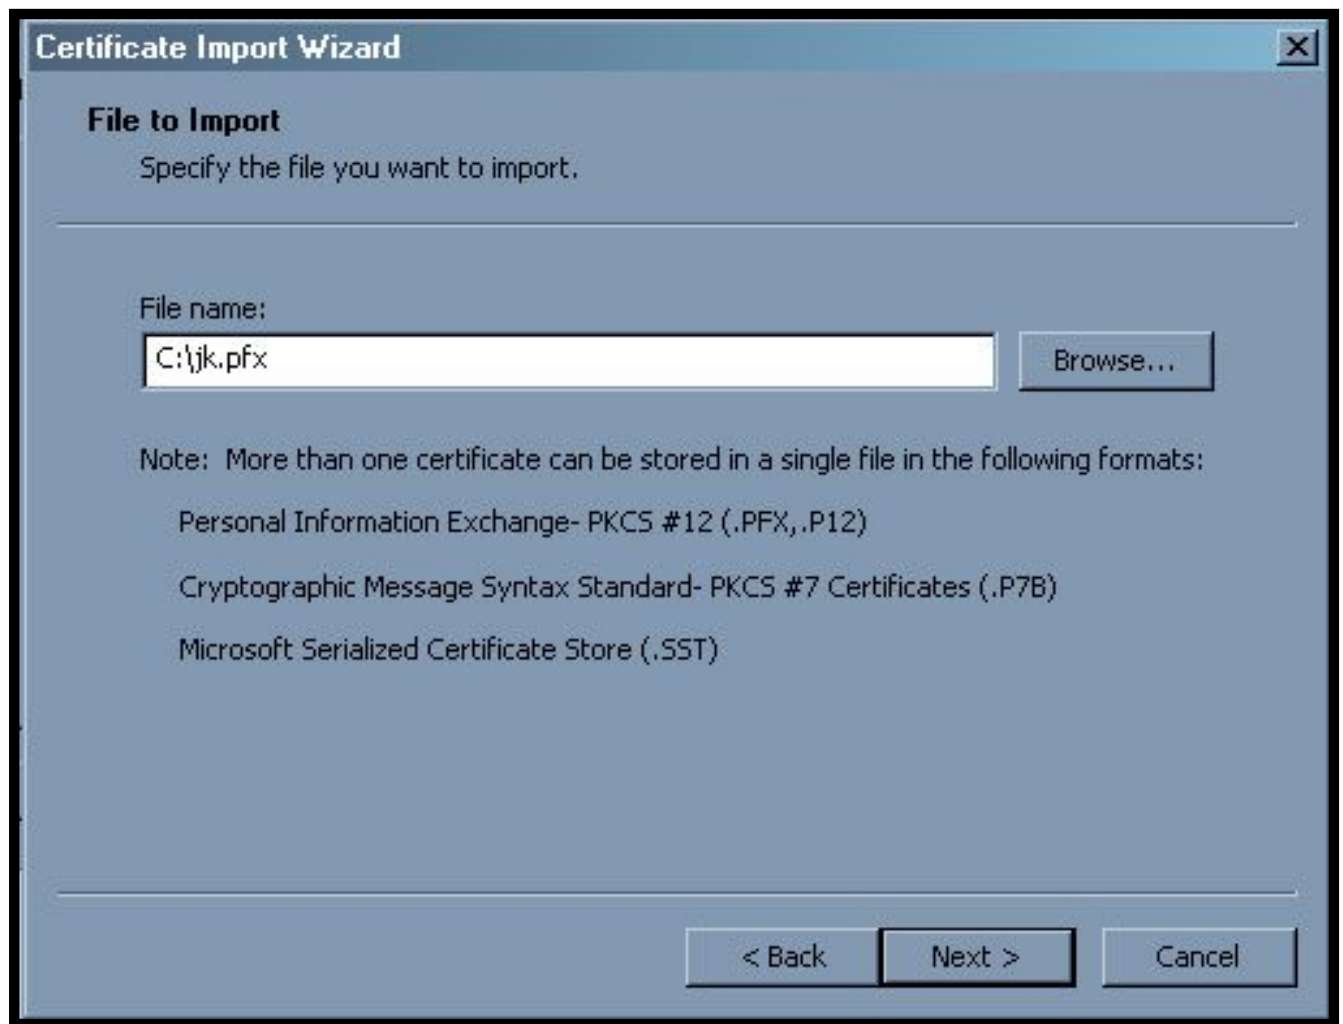 Certificate Import Wizard
File to Import
Specify the file you want to import.
File name:
C:\jk.pfx
Browse...
Note:  More than one certificate can be stored in a single file in the following formats:
Personal Information Exchange- PKCS #12 (.PFX,.P12)
Cryptographic Message Syntax Standard- PKCS #7 Certificates (.P7B)
Microsoft Serialized Certificate Store (.SST)
< Back Next > Cancel